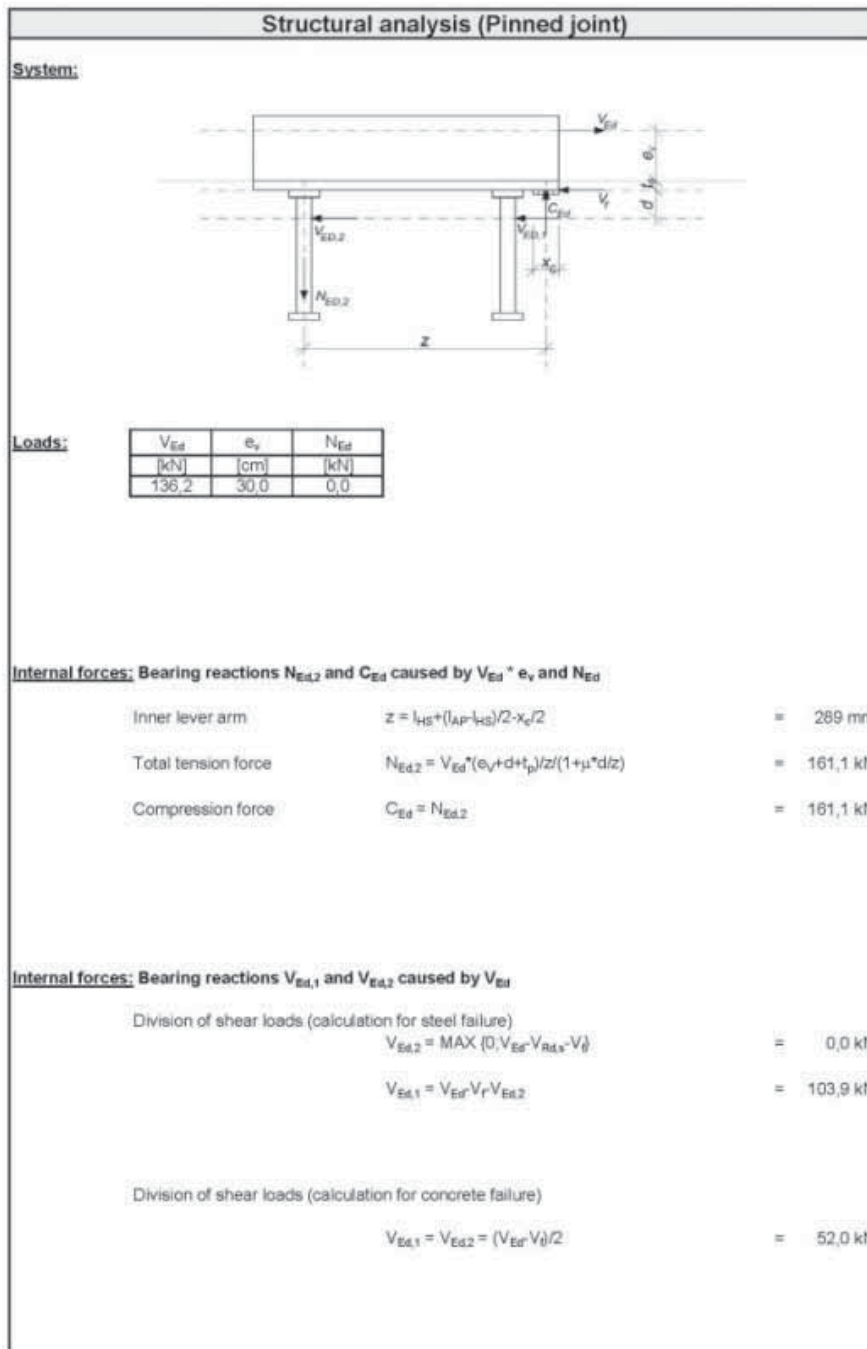 Structural analysis (Pinned joint)
System:
V_Ed
e_v
t_p
V_f
d
C_Ed
V_ED,2
V_ED,1
x_c
N_ED,2
z
Loads:
V_Ed e_v N_Ed
[kN] [cm] [kN]
136,2 30,0 0,0
Internal forces: Bearing reactions N_Ed,2 and C_Ed caused by V_Ed * e_v and N_Ed
Inner lever arm z = l_HS+(l_AP-l_HS)/2-x_c/2 = 289 mm
Total tension force N_Ed,2 = V_Ed*(e_V+d+t_p)/z/(1+µ*d/z) = 161,1 kN
Compression force C_Ed = N_Ed,2 = 161,1 kN
Internal forces: Bearing reactions V_Ed,1 and V_Ed,2 caused by V_Ed
Division of shear loads (calculation for steel failure)
V_Ed,2 = MAX {0;V_Ed-V_Rd,s-V_f} = 0,0 kN
V_Ed,1 = V_Ed-V_f-V_Ed,2 = 103,9 kN
Division of shear loads (calculation for concrete failure)
V_Ed,1 = V_Ed,2 = (V_Ed-V_f)/2 = 52,0 kN